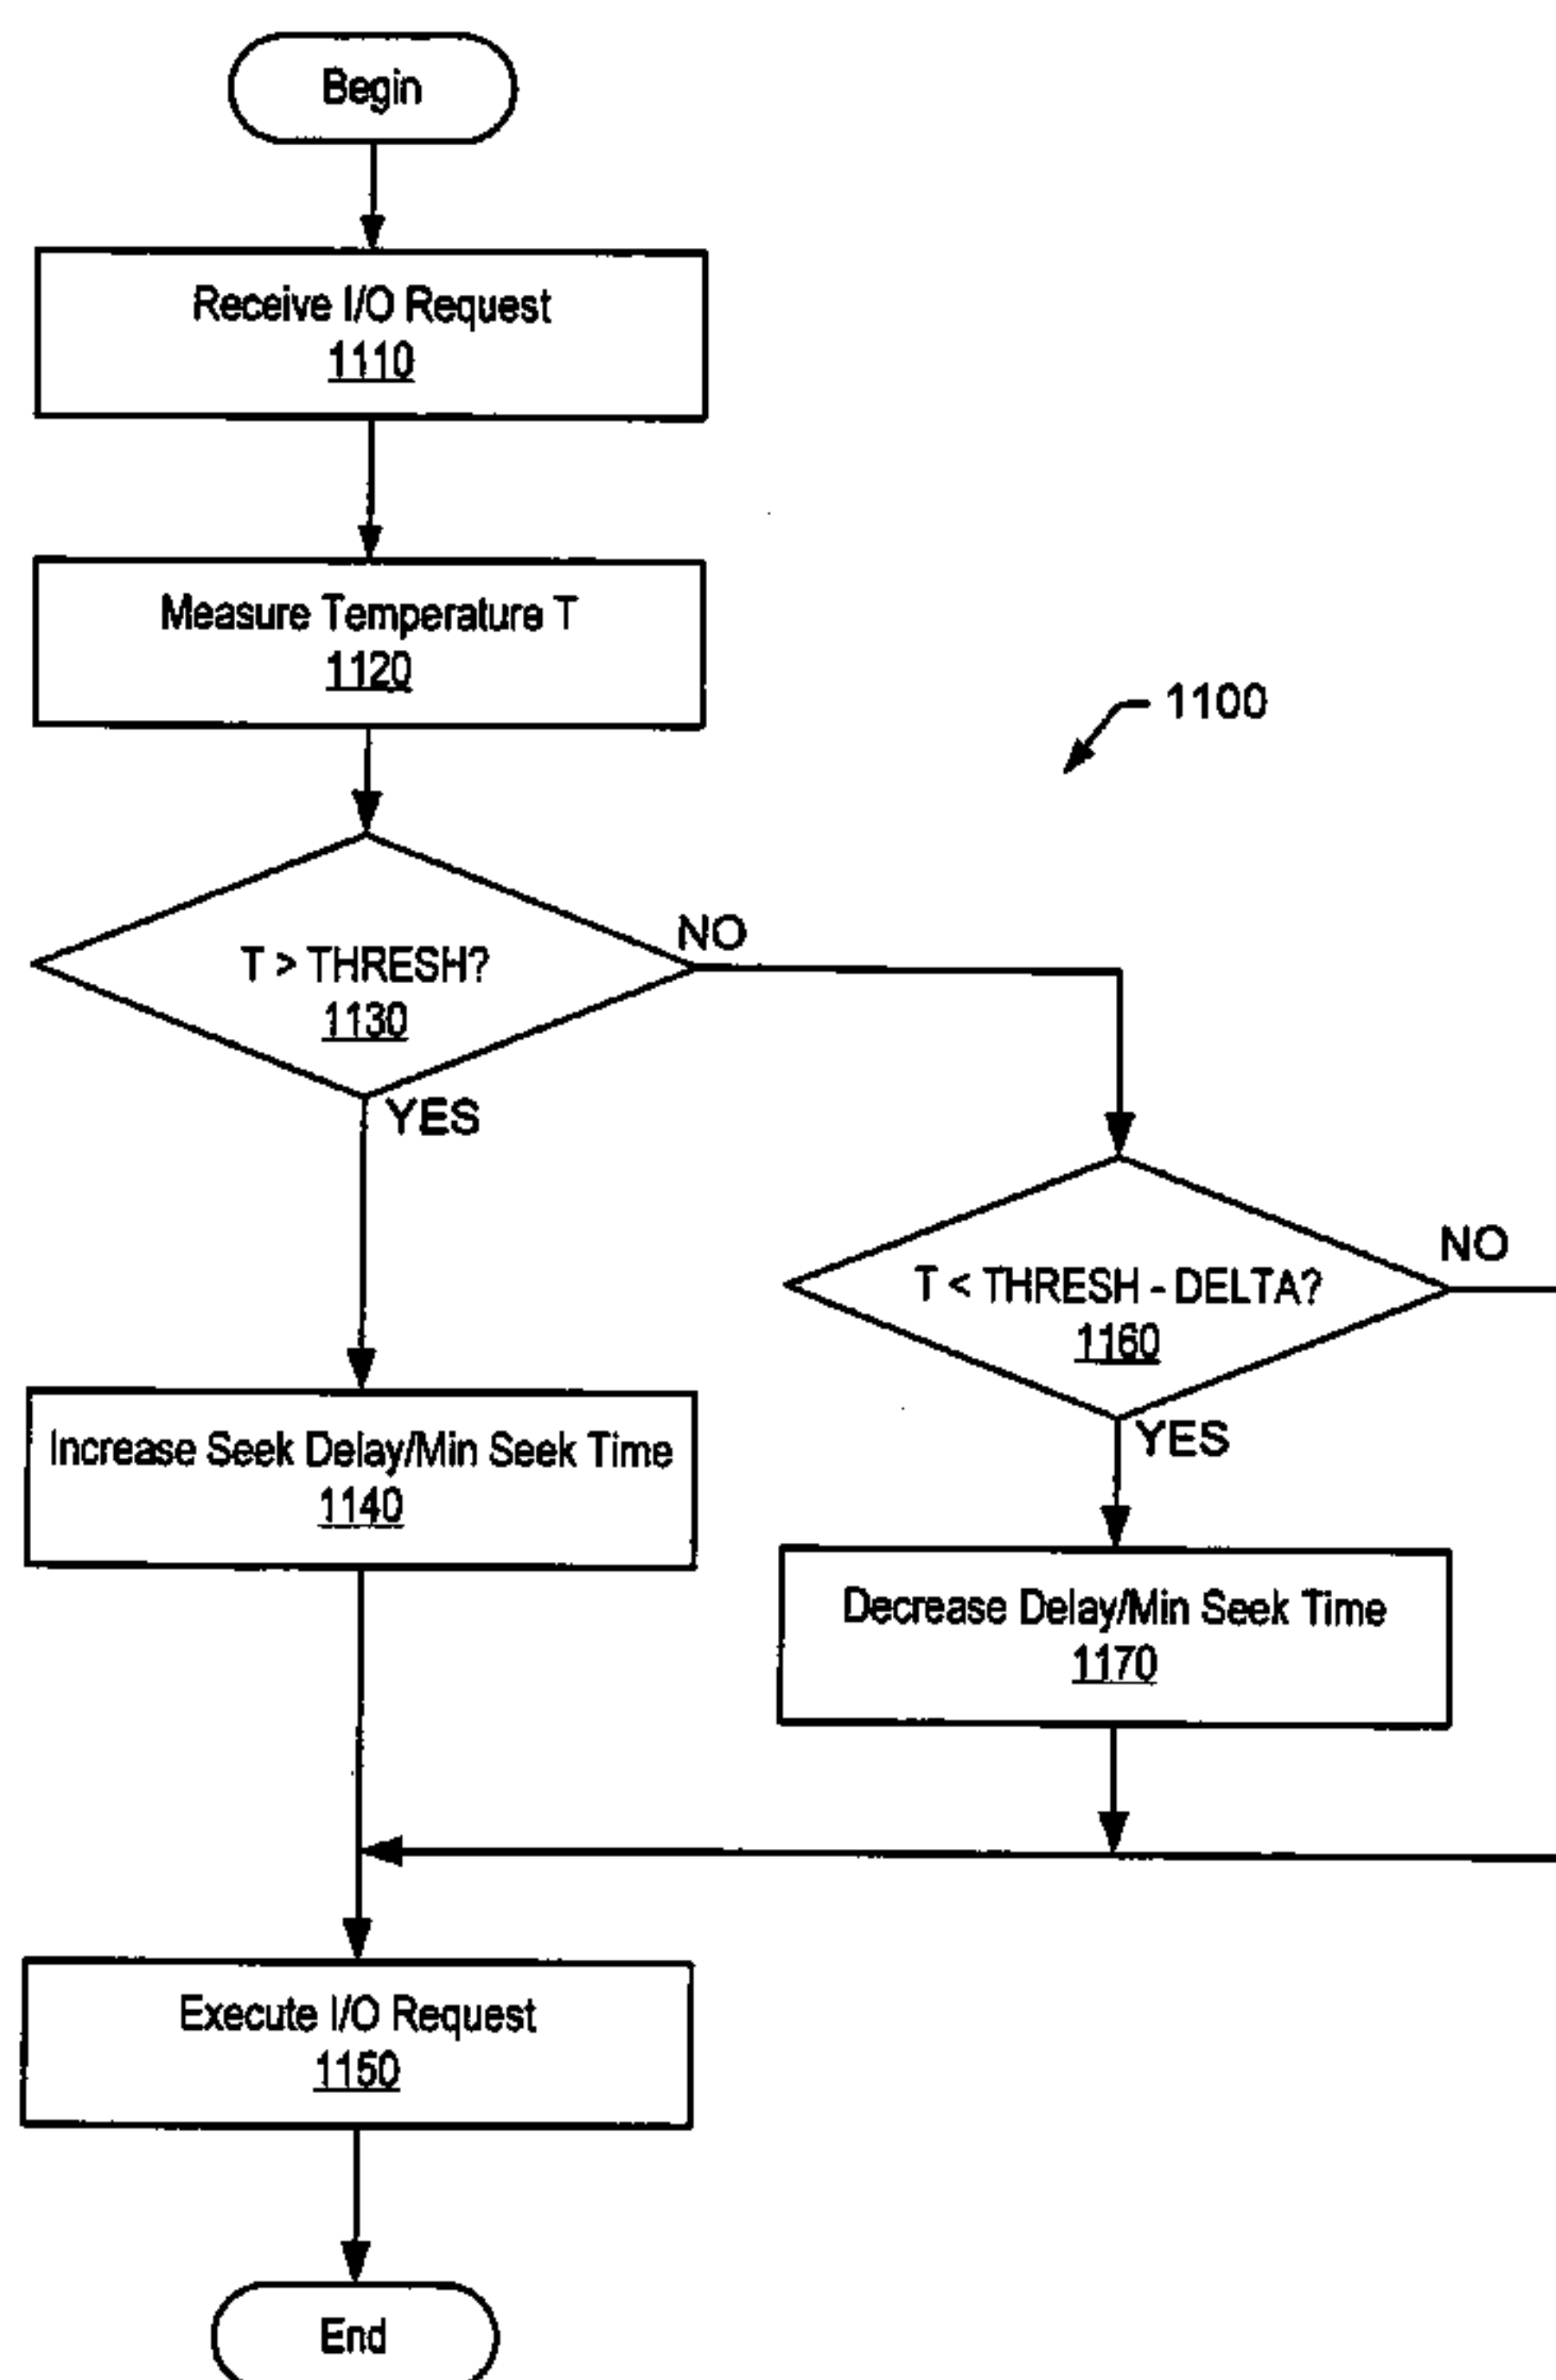 Begin
Receive I/O Request
1110
Measure Temperature T
1120
1100
T > THRESH?
1130
NO
YES
T < THRESH - DELTA?
1160
NO
YES
Increase Seek Delay/Min Seek Time
1140
Decrease Delay/Min Seek Time
1170
Execute I/O Request
1150
End